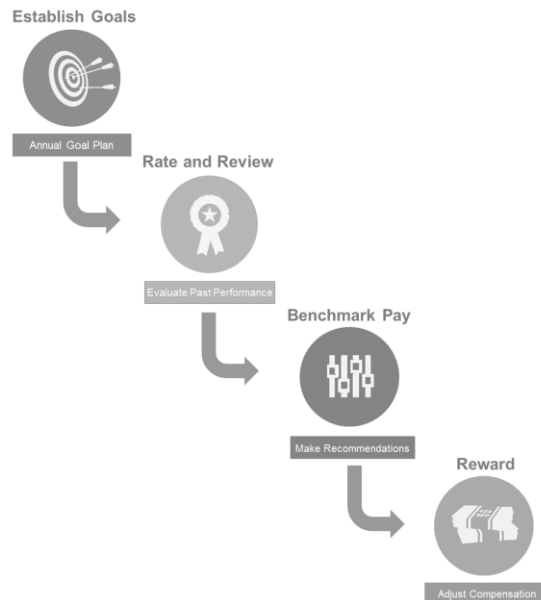 Establish Goals
Annual Goal Plan
Rate and Review
Evaluate Past Performance
Benchmark Pay
Make Recommendations
Reward
Adjust Compensation